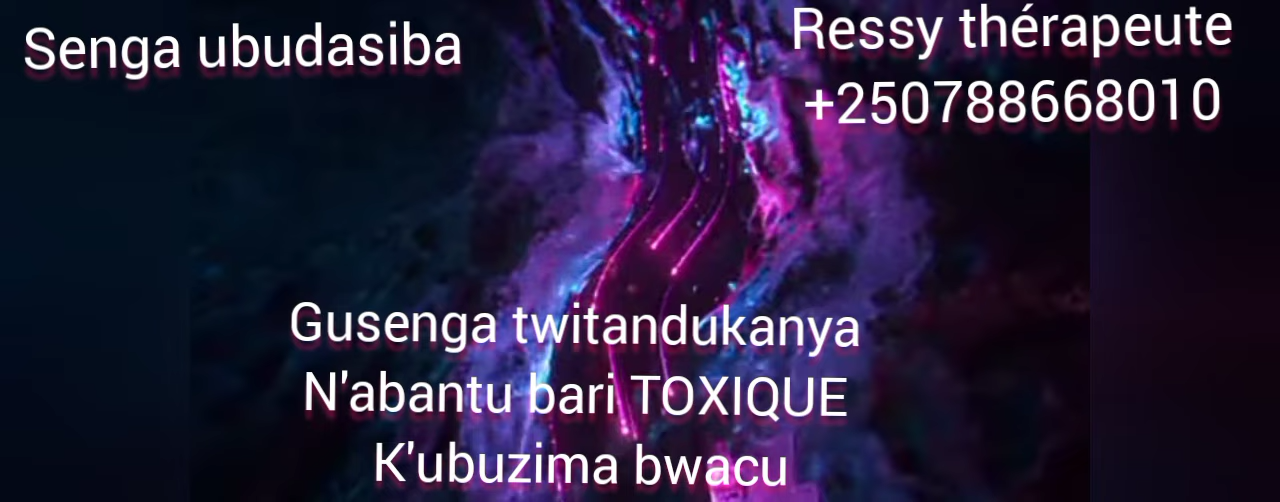 Senga ubudasiba
Ressy thérapeute
+250788668010
Gusenga twitandukanya
N'abantu bari TOXIQUE
K'ubuzima bwacu